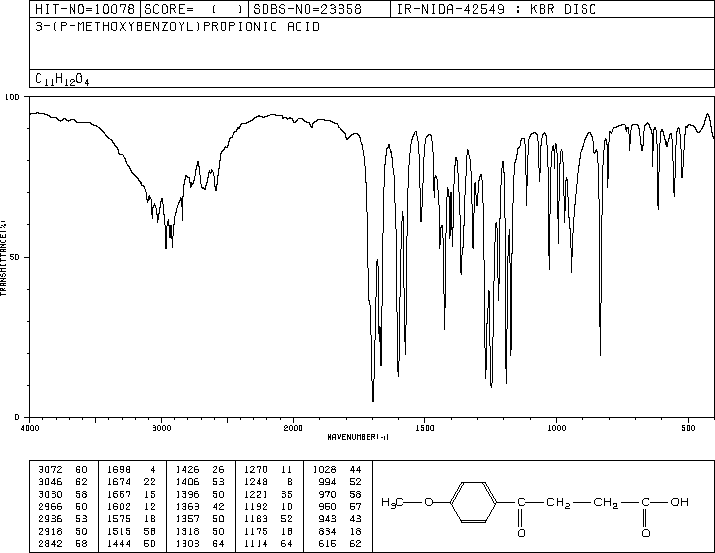 HIT-NO=10078 SCORE= ( ) SDBS-NO=23358 IR-NIDA-42549 : KBR DISC
3-(P-METHOXYBENZOYL)PROPIONIC ACID
C11H12O4
100
50
0
TRANSMITTANCE(%)
4000 3000 2000 1500 1000 500
WAVENUMBER(-1)
3072 60 1698 4 1426 26 1270 11 1028 44
3046 62 1674 22 1406 53 1248 8 994 52
3030 58 1667 15 1396 50 1221 35 970 58
2966 60 1602 12 1363 42 1192 10 960 67
2936 53 1575 18 1357 50 1183 52 943 43
2918 50 1515 58 1318 50 1175 18 834 18
2842 68 1444 60 1303 64 1114 64 616 62
H3C O C CH2 CH2 C OH
O O